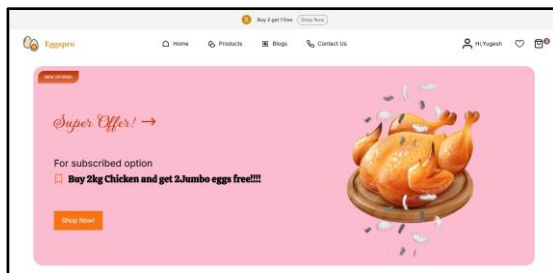 Buy 2 get 1 free Shop Now
Eggspro Home Products Blogs Contact Us Hi,Yugesh
NEW OFFERS!
Super Offer! →
For subscribed option
Buy 2kg Chicken and get 2Jumbo eggs free!!!!
Shop Now!